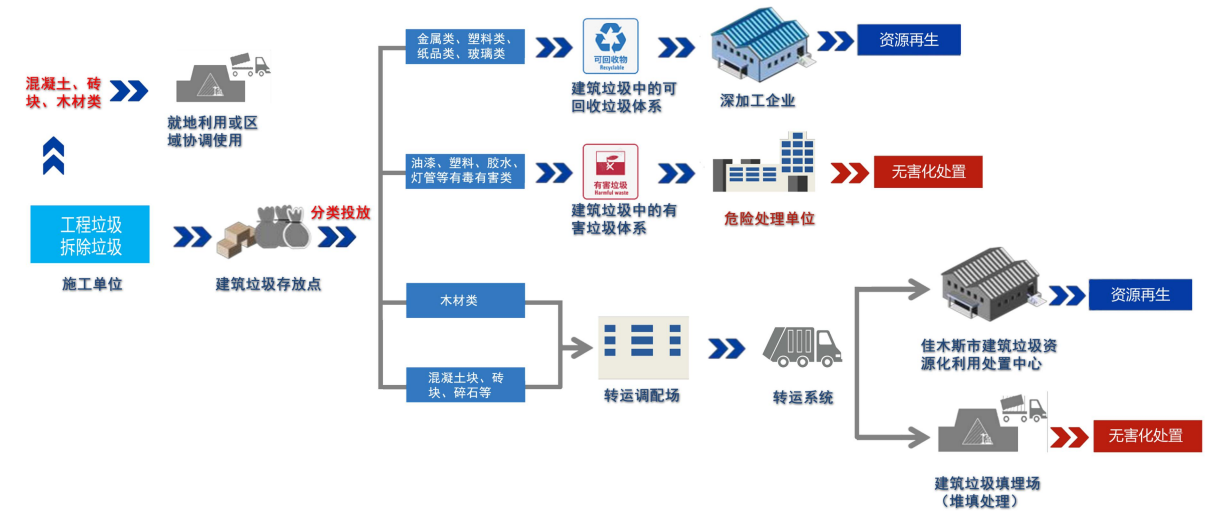 混凝土、砖
块、木材类
就地利用或区
域协调使用
工程垃圾
拆除垃圾
施工单位
建筑垃圾存放点
分类投放
金属类、塑料类、
纸品类、玻璃类
可回收物
Recyclable
建筑垃圾中的可
回收垃圾体系
深加工企业
资源再生
油漆、塑料、胶水、
灯管等有毒有害类
有害垃圾
Harmful waste
建筑垃圾中的有
害垃圾体系
危险处理单位
无害化处置
木材类
混凝土块、砖
块、碎石等
转运调配场
转运系统
佳木斯市建筑垃圾资
源化利用处置中心
资源再生
建筑垃圾填埋场
（堆填处理）
无害化处置